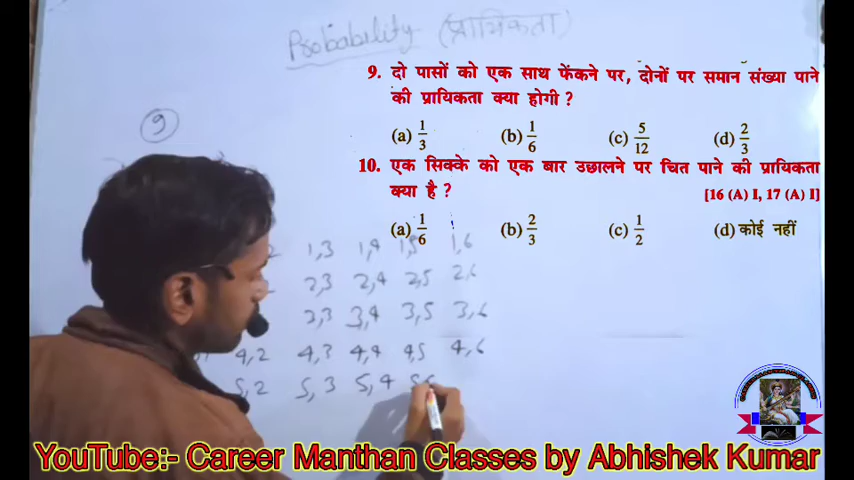 Probability (प्रायिकता)
9. दो पासों को एक साथ फेंकने पर, दोनों पर समान संख्या पाने
की प्रायिकता क्या होगी ?
(a) 1/3 (b) 1/6 (c) 5/12 (d) 2/3
9
10. एक सिक्के को एक बार उछालने पर चित पाने की प्रायिकता
क्या है ?
[16 (A) I, 17 (A) I]
(a) 1/6 (b) 2/3 (c) 1/2 (d) कोई नहीं
1,3 1,4 1,5 1,6
2,3 2,4 2,5 2,6
3,3 3,4 3,5 3,6
4,2 4,3 4,4 4,5 4,6
5,2 5,3 5,4
YouTube:- Career Manthan Classes by Abhishek Kumar